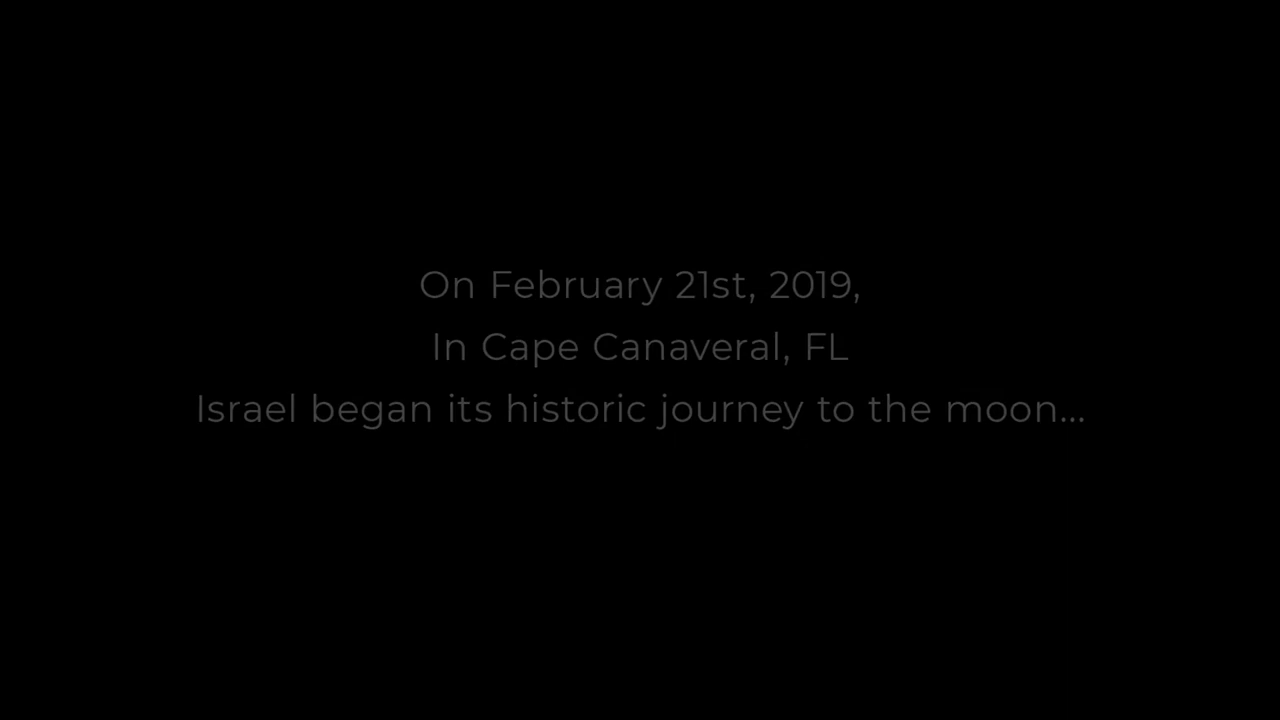 On February 21st, 2019,
In Cape Canaveral, FL
Israel began its historic journey to the moon...